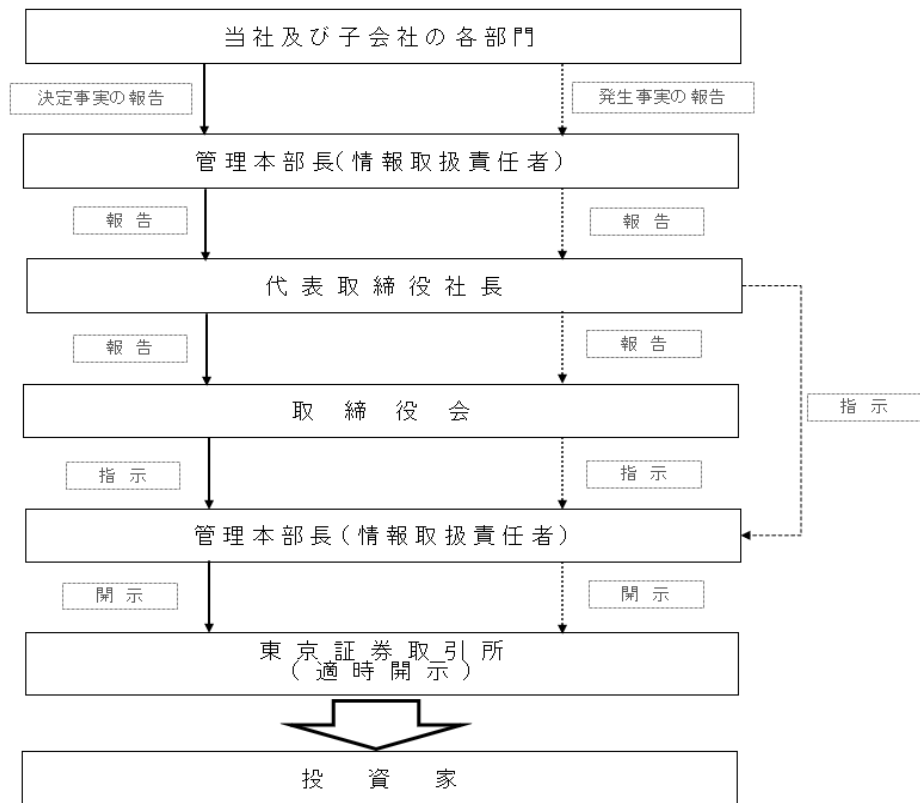 当社及び子会社の各部門
決定事実の報告
発生事実の報告
管理本部長(情報取扱責任者)
報告
報告
代表取締役社長
報告
報告
取締役会
指示
指示
指示
管理本部長(情報取扱責任者)
開示
開示
東京証券取引所
(適時開示)
投資家